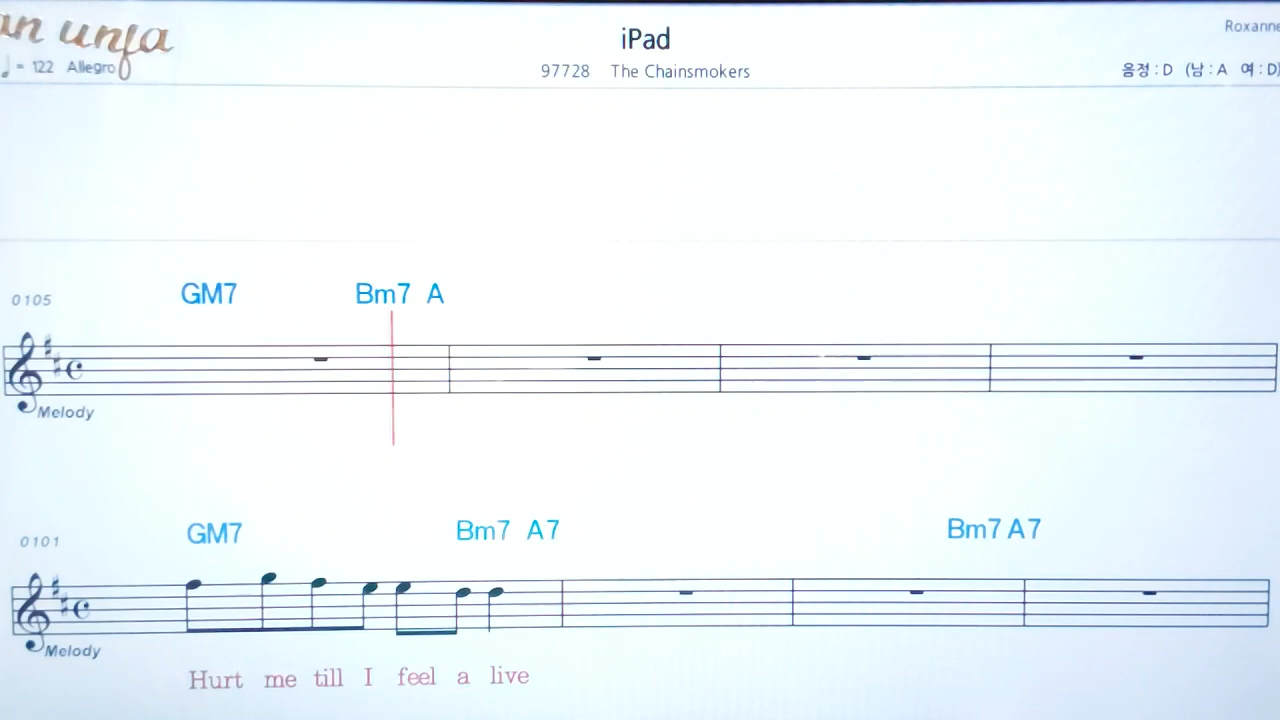 iPad
Roxanne
♩ = 122 Allegro
97728 The Chainsmokers
음정 : D (남 : A 여 : D)
0105
GM7 Bm7 A
Melody
0101
GM7 Bm7 A7 Bm7 A7
Melody
Hurt me till I feel a live